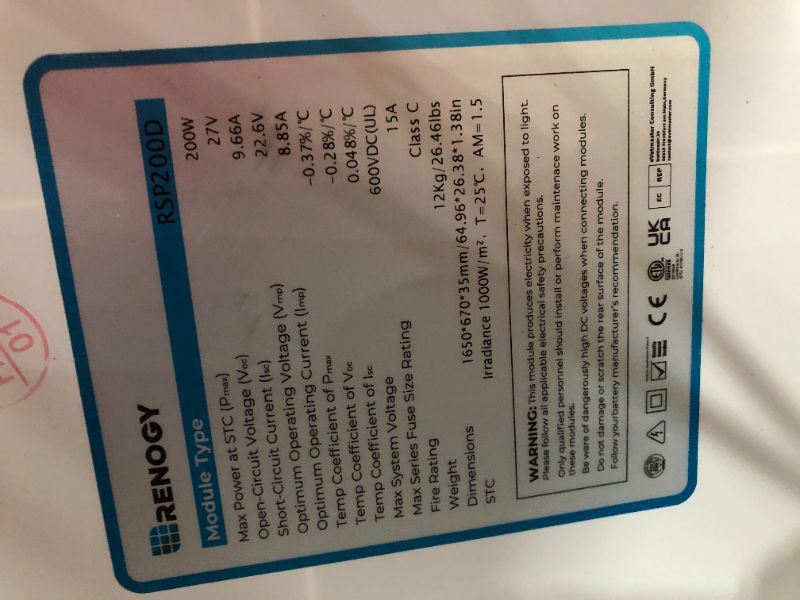 RENOGY
Module Type RSP200D
Max Power at STC (Pmax) 200W
Open-Circuit Voltage (Voc) 27V
Short-Circuit Current (Isc) 9.66A
Optimum Operating Voltage (Vmp) 22.6V
Optimum Operating Current (Imp) 8.85A
Temp Coefficient of Pmax -0.37%/℃
Temp Coefficient of Voc -0.28%/℃
Temp Coefficient of Isc 0.048%/℃
Max System Voltage 600VDC(UL)
Max Series Fuse Size Rating 15A
Fire Rating Class C
Weight 12Kg/26.46lbs
Dimensions 1650*670*35mm/64.96*26.38*1.38in
STC Irradiance 1000W/m², T=25℃, AM=1.5
WARNING: This module produces electricity when exposed to light.
Please follow all applicable electrical safety precautions.
Only qualified personnel should install or perform maintenace work on
these modules.
Be ware of dangerously high DC voltages when connecting modules.
Do not damage or scratch the rear surface of the module.
Follow yourbattery manufacturer's recommendation.
CE
UK
CA
EC REP
eVatmaster Consulting GmbH
01